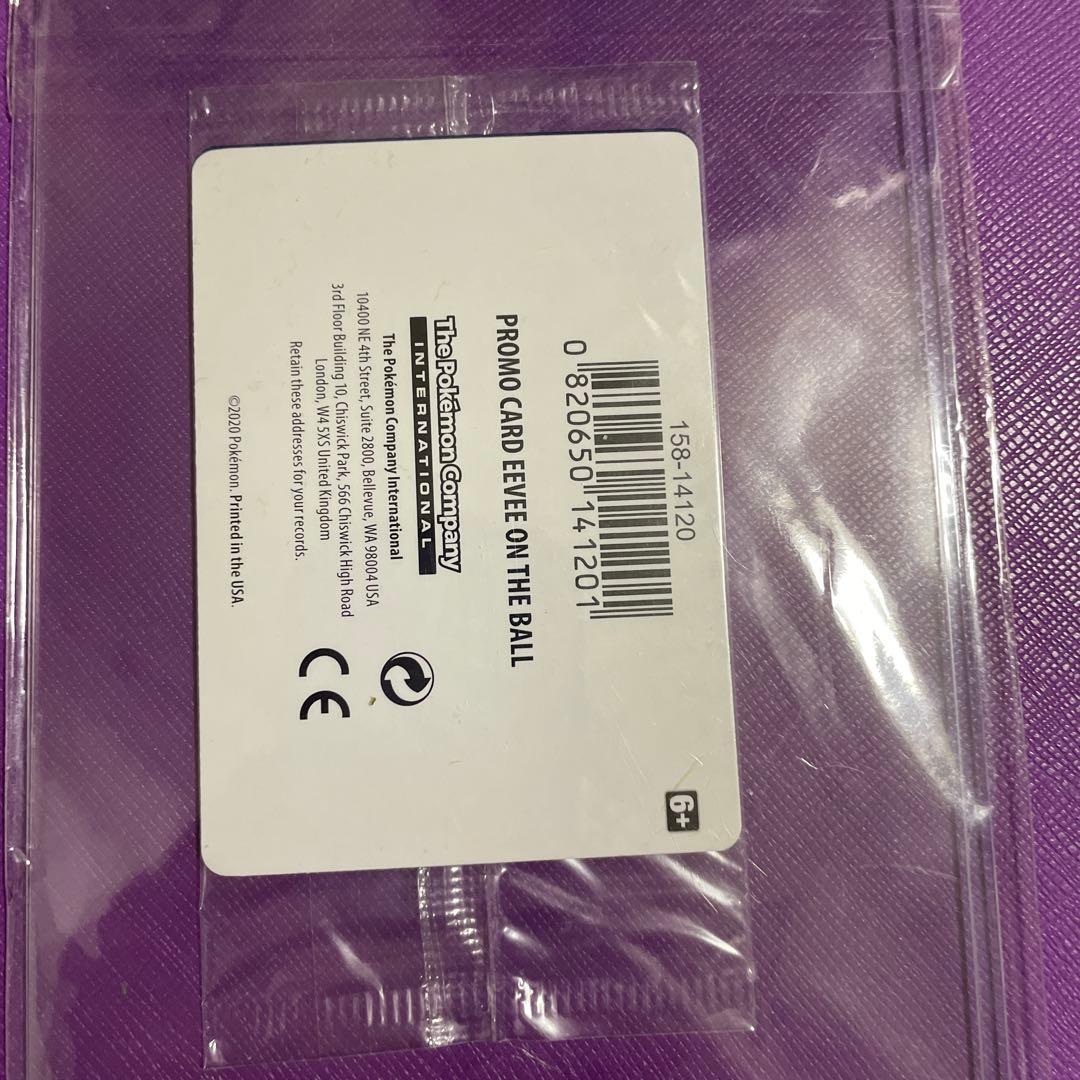 158-14120
0 820650 141201
PROMO CARD EEVEE ON THE BALL
The Pokémon Company
INTERNATIONAL
The Pokémon Company International
10400 NE 4th Street, Suite 2800, Bellevue, WA 98004 USA
3rd Floor Building 10, Chiswick Park, 566 Chiswick High Road
London, W4 5XS United Kingdom
Retain these addresses for your records.
©2020 Pokémon. Printed in the USA.
CE
6+